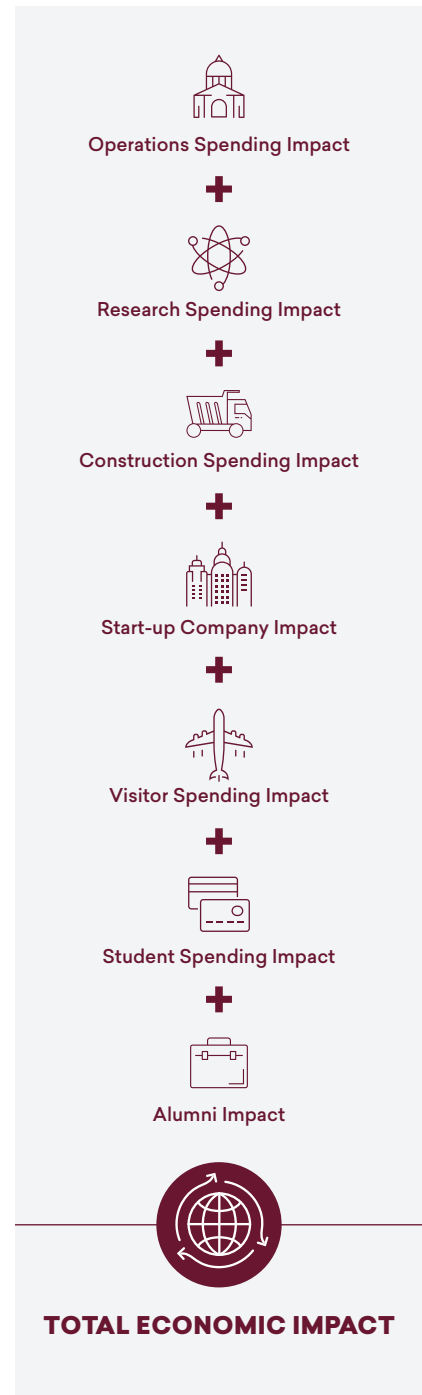 Operations Spending Impact
+
Research Spending Impact
+
Construction Spending Impact
+
Start-up Company Impact
+
Visitor Spending Impact
+
Student Spending Impact
+
Alumni Impact
TOTAL ECONOMIC IMPACT